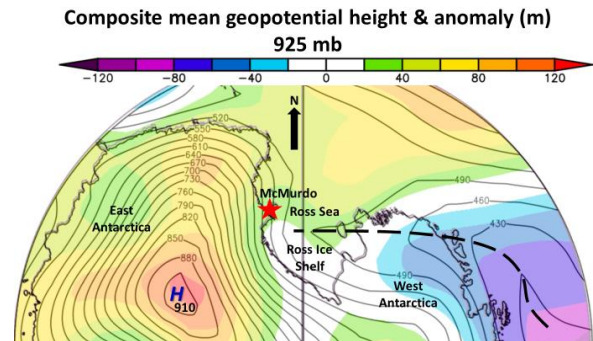 Composite mean geopotential height & anomaly (m)
925 mb
−120 −80 −40 0 40 80 120
N
520
550
580
610
640
670
700
730
760
790
820
850
880
H
910
McMurdo
East
Antarctica
Ross Sea
Ross Ice
Shelf
West
Antarctica
490
460
430
490